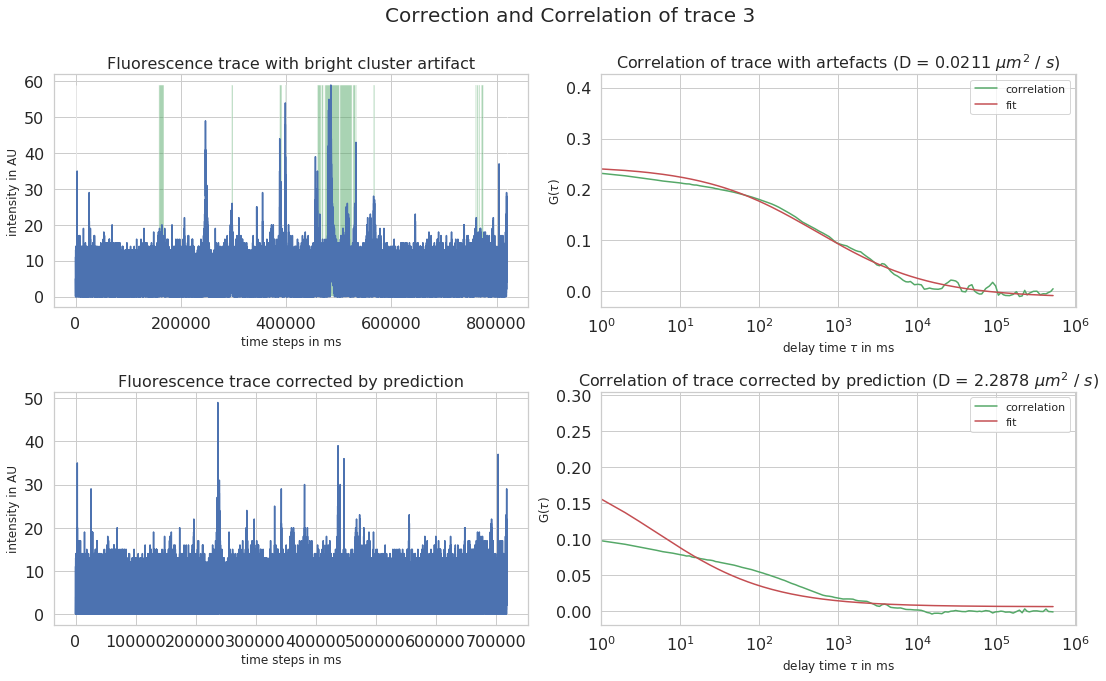 Correction and Correlation of trace 3
Fluorescence trace with bright cluster artifact
60
50
40
30
20
10
0
intensity in AU
0 200000 400000 600000 800000
time steps in ms
Correlation of trace with artefacts (D = 0.0211 μm² / s)
correlation
fit
0.4
0.3
0.2
0.1
0.0
G(τ)
10⁰ 10¹ 10² 10³ 10⁴ 10⁵ 10⁶
delay time τ in ms
Fluorescence trace corrected by prediction
50
40
30
20
10
0
intensity in AU
0 100000 200000 300000 400000 500000 600000 700000
time steps in ms
Correlation of trace corrected by prediction (D = 2.2878 μm² / s)
correlation
fit
0.30
0.25
0.20
0.15
0.10
0.05
0.00
G(τ)
10⁰ 10¹ 10² 10³ 10⁴ 10⁵ 10⁶
delay time τ in ms